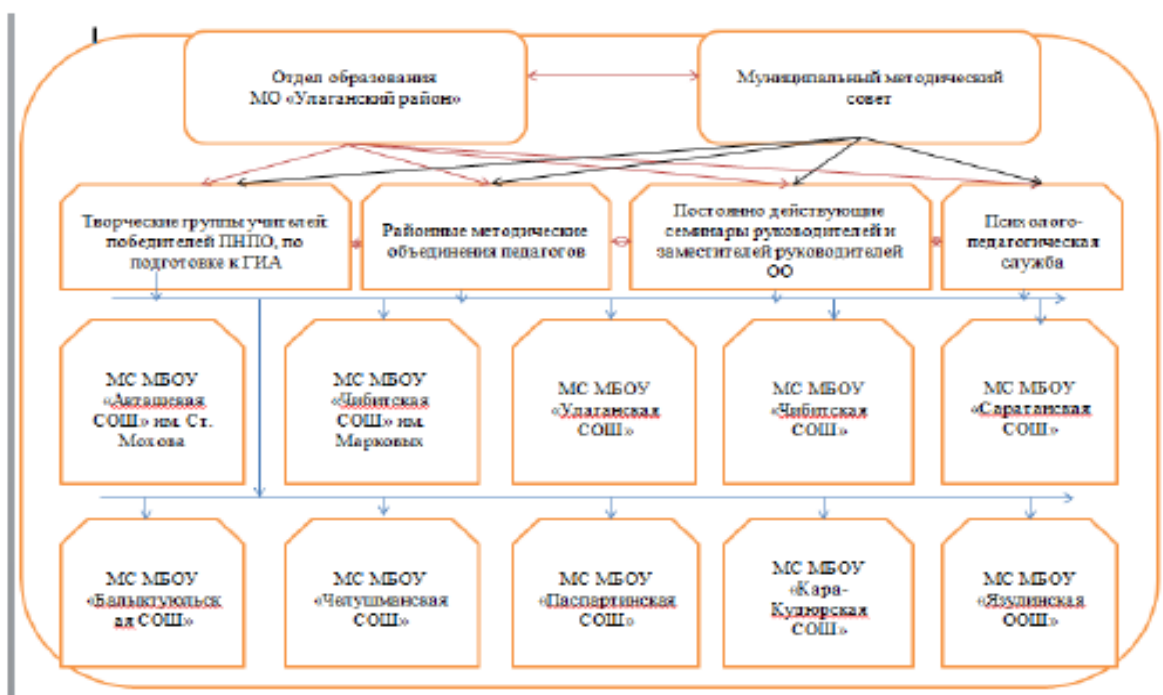 Отдел образования
МО «Улаганский район»
Муниципальный методический
совет
Творческие группы учителей
победителей ПНПО, по
подготовке к ГИА
Районные методические
объединения педагогов
Постоянно действующие
семинары руководителей и
заместителей руководителей
ОО
Психолого-
педагогическая
служба
МС МБОУ
«Акташская
СОШ» им. Ст.
Мохова
МС МБОУ
«Чибитская
СОШ» им.
Марковых
МС МБОУ
«Улаганская
СОШ»
МС МБОУ
«Чибитская
СОШ»
МС МБОУ
«Саратанская
СОШ»
МС МБОУ
«Балыктуюльск
ая СОШ»
МС МБОУ
«Челушманская
СОШ»
МС МБОУ
«Паспартинская
СОШ»
МС МБОУ
«Кара-
Кудюрская
СОШ»
МС МБОУ
«Язулинская
ООШ»